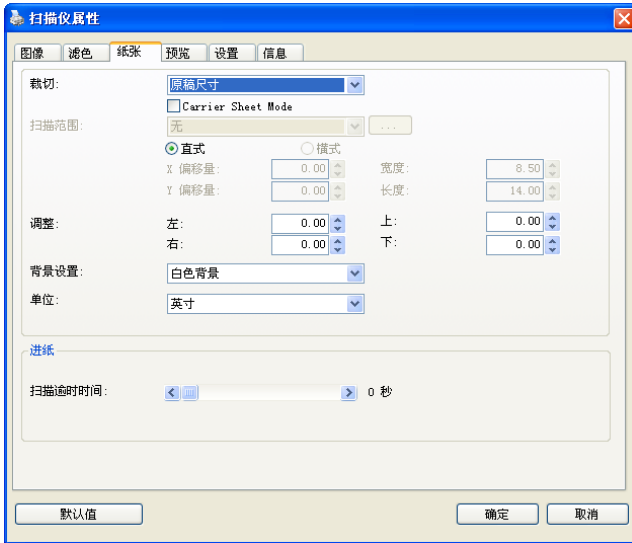 扫描仪属性
图像 滤色 纸张 预览 设置 信息
裁切: 原稿尺寸
Carrier Sheet Mode
扫描范围: 无 ...
直式 横式
X 偏移量: 0.00 宽度: 8.50
Y 偏移量: 0.00 长度: 14.00
调整: 左: 0.00 上: 0.00
右: 0.00 下: 0.00
背景设置: 白色背景
单位: 英寸
进纸
扫描逾时时间: 0 秒
默认值 确定 取消